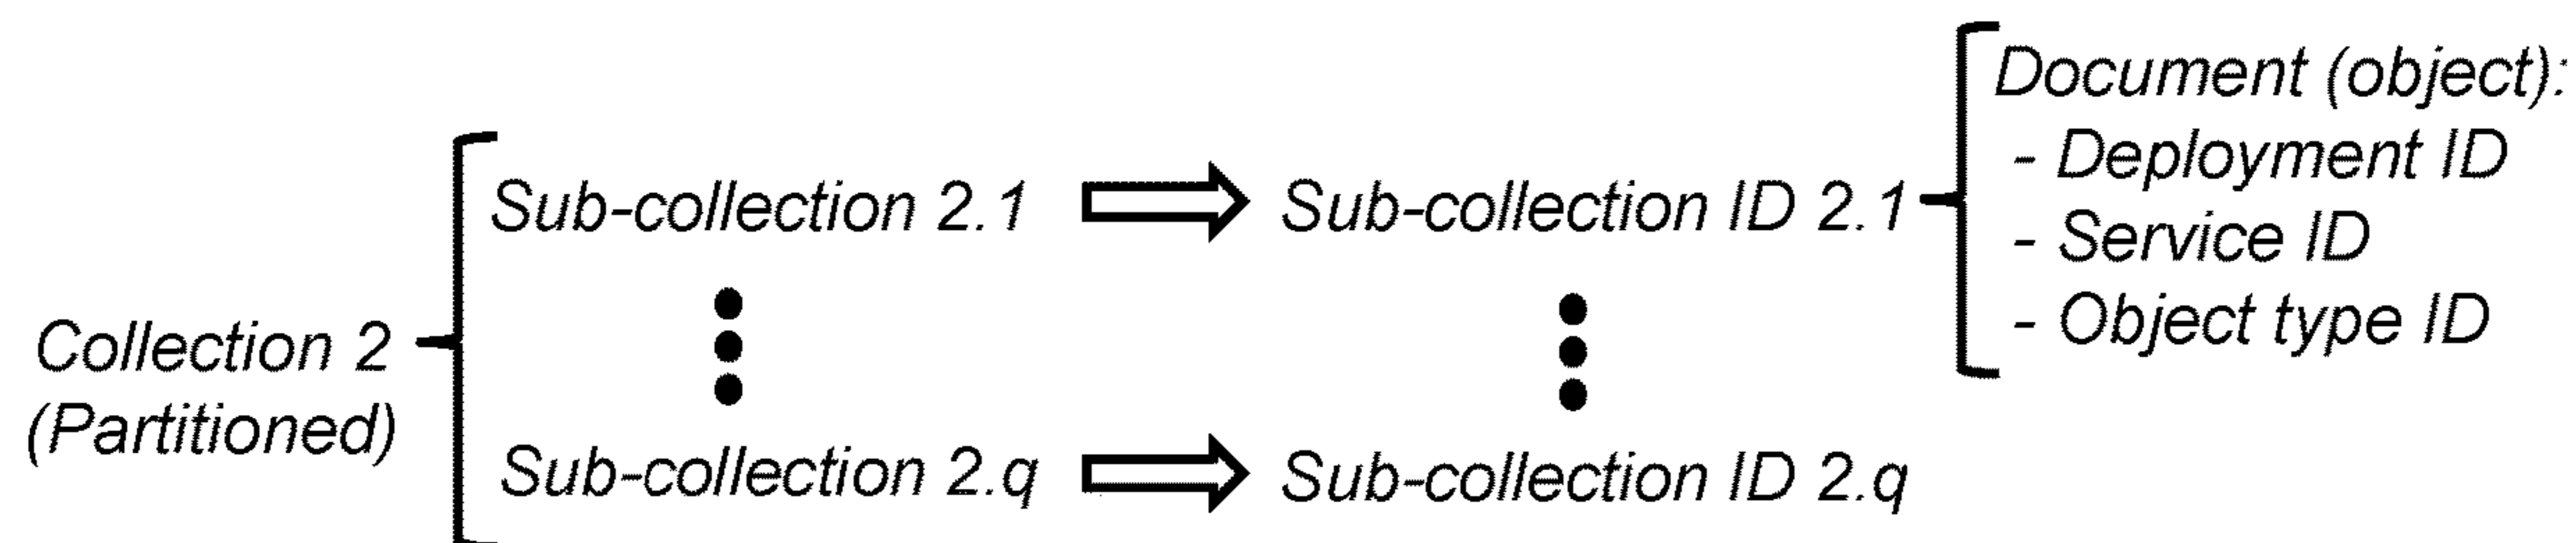 Document (object):
- Deployment ID
Sub-collection 2.1
Sub-collection ID 2.1
- Service ID
- Object type ID
Collection 2
(Partitioned)
Sub-collection 2.q
Sub-collection ID 2.q